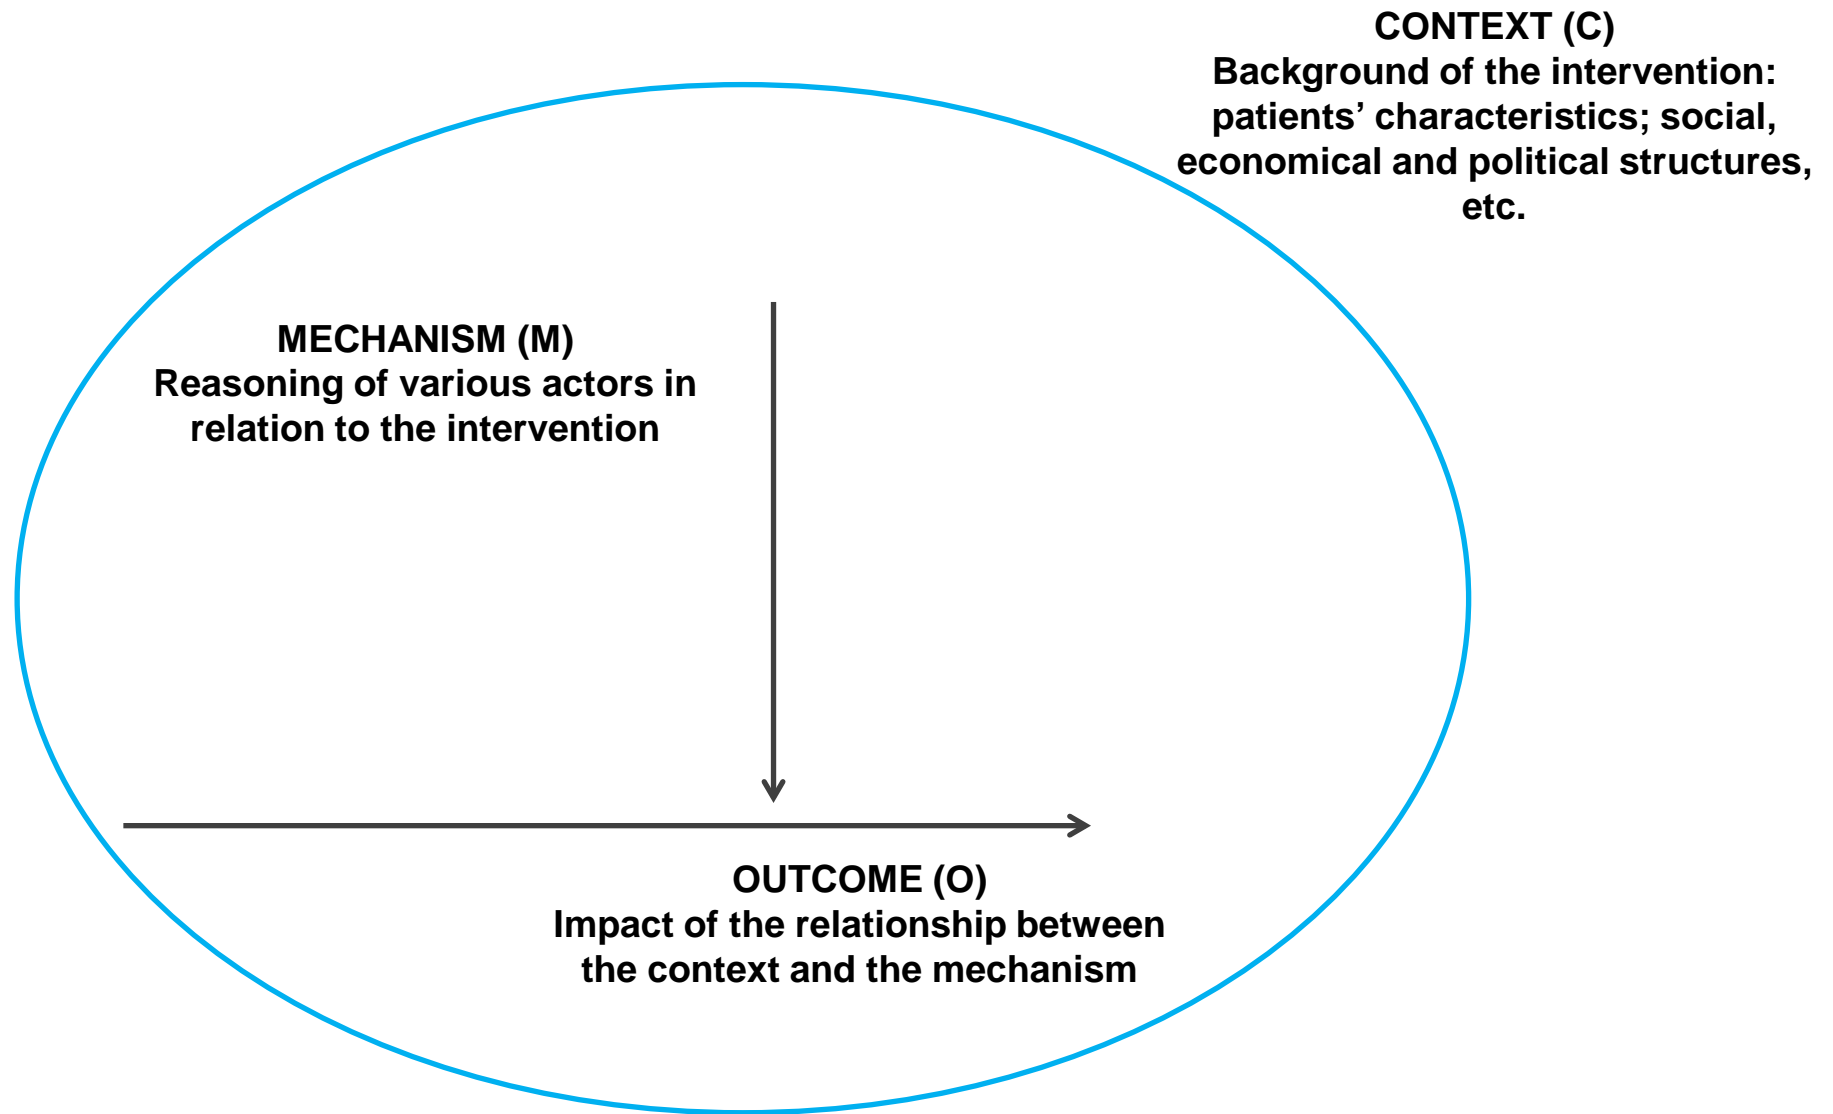 CONTEXT (C)
Background of the intervention:
patients’ characteristics; social,
economical and political structures,
etc.
MECHANISM (M)
Reasoning of various actors in
relation to the intervention
OUTCOME (O)
Impact of the relationship between
the context and the mechanism